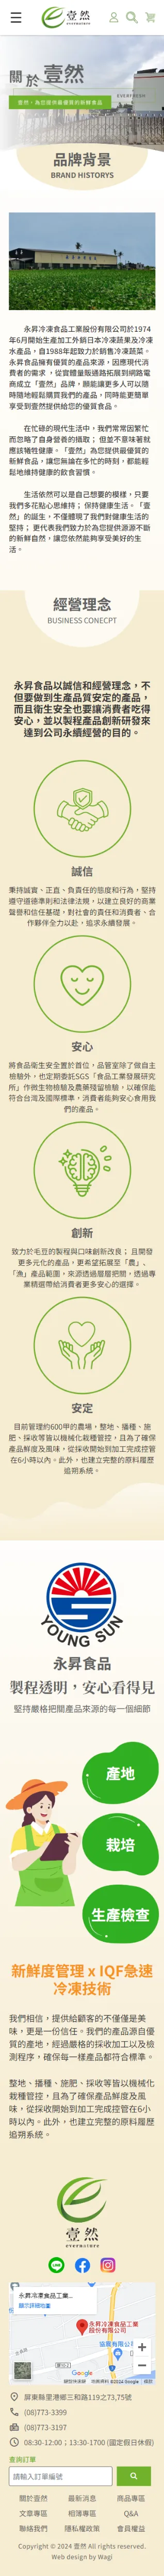 壹然
EVERYFRESH
關於壹然
壹然，為您提供最優質的新鮮食品
EVERYFRESH
品牌背景
BRAND HISTORYS
永昇冷凍食品工業股份有限公司於1974
年6月開始生產加工外銷日本冷凍蔬果及冷凍
水產品，自1988年起致力於銷售冷凍蔬菜。
永昇食品擁有優質的產品來源，因應現代消
費者的需求，從實體量販通路拓展到網路電
商成立「壹然」品牌，願能讓更多人可以隨
時隨地輕鬆購買我們的產品，同時能更簡單
享受到壹然提供給您的優質食品。
在忙碌的現代生活中，我們常常因繁忙
而忽略了自身營養的攝取； 但並不意味著就
應該犧牲健康。「壹然」為您提供最優質的
新鮮食品，讓您無論在多忙的時刻，都能輕
鬆地維持健康的飲食習慣。
生活依然可以是自己想要的模樣，只要
我們多花點心思維持； 保持健康生活。「壹
然」的誕生，不僅體現了我們對健康生活的
堅持； 更代表我們致力於為您提供源源不斷
的新鮮自然，讓您依然能夠享受美好的生
活。
經營理念
BUSINESS CONECPT
永昇食品以誠信和經營理念，不
但要做到生產品質安定的產品，
而且衛生安全也要讓消費者吃得
安心，並以製程產品創新研發來
達到公司永續經營的目的。
誠信
秉持誠實、正直、負責任的態度和行為，堅持
遵守道德準則和法律法規，以建立良好的商業
聲譽和信任基礎，對社會的責任和消費者、合
作夥伴全力以赴，追求永續發展。
安心
將食品衛生安全置於首位，品管室除了做自主
檢驗外，也定期委託SGS「食品工業發展研究
所」作微生物檢驗及農藥殘留檢驗，以確保能
符合台灣及國際標準，消費者能夠安心食用我
們的產品。
創新
致力於毛豆的製程與口味創新改良； 且開發
更多元化的產品，更希望拓展至「農」、
「漁」產品範圍，來源透過層層把關，透過專
業精選帶給消費者更多安心的選擇。
安定
目前管理約600甲的農場，整地、播種、施
肥、採收等皆以機械化栽種管控，且為了確保
產品鮮度及風味，從採收開始到加工完成控管
在6小時以內。此外，也建立完整的原料履歷
追朔系統。
YOUNG SUN
永昇食品
製程透明，安心看得見
堅持嚴格把關產品來源的每一個細節
產地
栽培
生產檢查
新鮮度管理 x IQF急速
冷凍技術
我們相信，提供給顧客的不僅僅是美
味，更是一份信任。我們的產品源自優
質的產地，經過嚴格的採收加工以及檢
測程序，確保每一樣產品都符合標準。
整地、播種、施肥、採收等皆以機械化
栽種管控，且為了確保產品鮮度及風
味，從採收開始到加工完成控管在6小
時以內。此外，也建立完整的原料履歷
追朔系統。
壹然
EVERYFRESH
永昇冷凍食品工業...
顯示詳細地圖
永昇冷凍食品工業
股份有限公司
Google
屏東縣里港鄉三和路119之73,75號
(08)773-3399
(08)773-3197
08:30-12:00；13:30-1700 (國定假日休假)
查詢訂單
請輸入訂單編號
關於壹然
最新消息
商品專區
文章專區
相簿專區
Q&A
聯絡我們
隱私權政策
會員權益
Copyright © 2024 壹然 All rights reserved.
Web design by Wagi